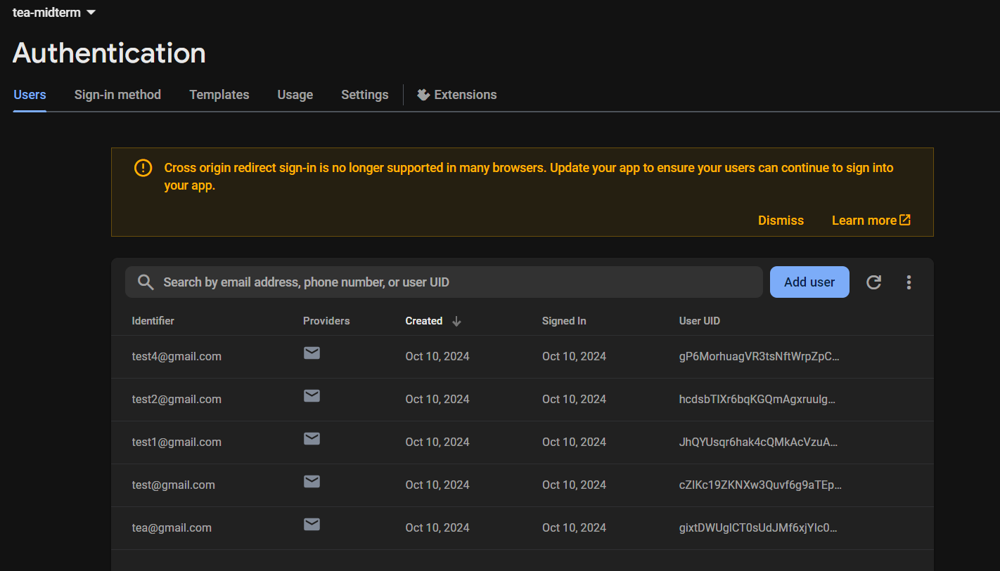 tea-midterm
Authentication
Users Sign-in method Templates Usage Settings Extensions
Cross origin redirect sign-in is no longer supported in many browsers. Update your app to ensure your users can continue to sign into
your app.
Dismiss Learn more
Search by email address, phone number, or user UID Add user
Identifier Providers Created Signed In User UID
test4@gmail.com Oct 10, 2024 Oct 10, 2024 gP6MorhuagVR3tsNftWrpZpC...
test2@gmail.com Oct 10, 2024 Oct 10, 2024 hcdsbTIXr6bqKGQmAgxruulg...
test1@gmail.com Oct 10, 2024 Oct 10, 2024 JhQYUsqr6hak4cQMkAcVzuA...
test@gmail.com Oct 10, 2024 Oct 10, 2024 cZIKc19ZKNXw3Quvf6g9aTEp...
tea@gmail.com Oct 10, 2024 Oct 10, 2024 gixtDWUglCT0sUdJMf6xjYIc0...